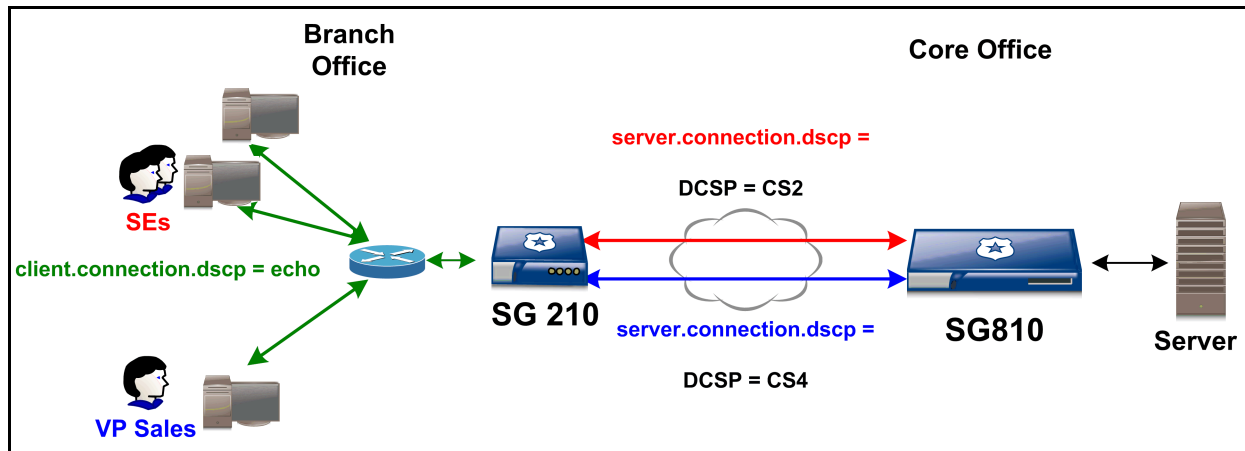 Branch
Office
Core Office
server.connection.dscp =
DCSP = CS2
SEs
client.connection.dscp = echo
SG 210
server.connection.dscp =
SG810
Server
DCSP = CS4
VP Sales